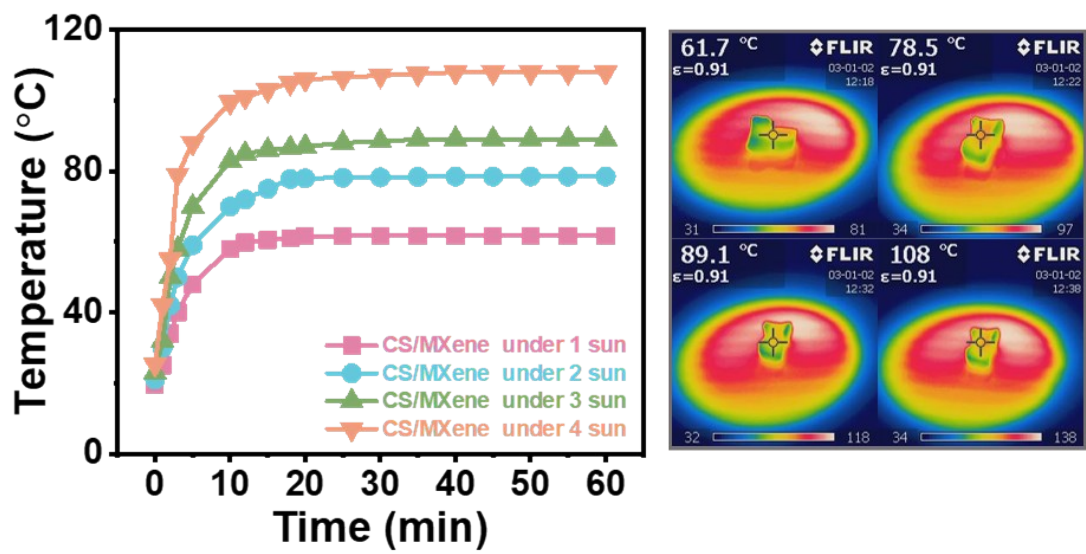 120
80
40
0
Temperature (°C)
CS/MXene under 1 sun
CS/MXene under 2 sun
CS/MXene under 3 sun
CS/MXene under 4 sun
0 10 20 30 40 50 60
Time (min)
61.7 °C FLIR
ε=0.91 03-01-02
12:18
31 81
78.5 °C FLIR
ε=0.91 03-01-02
12:22
34 97
89.1 °C FLIR
ε=0.91 03-01-02
12:32
32 118
108 °C FLIR
ε=0.91 03-01-02
12:38
34 138